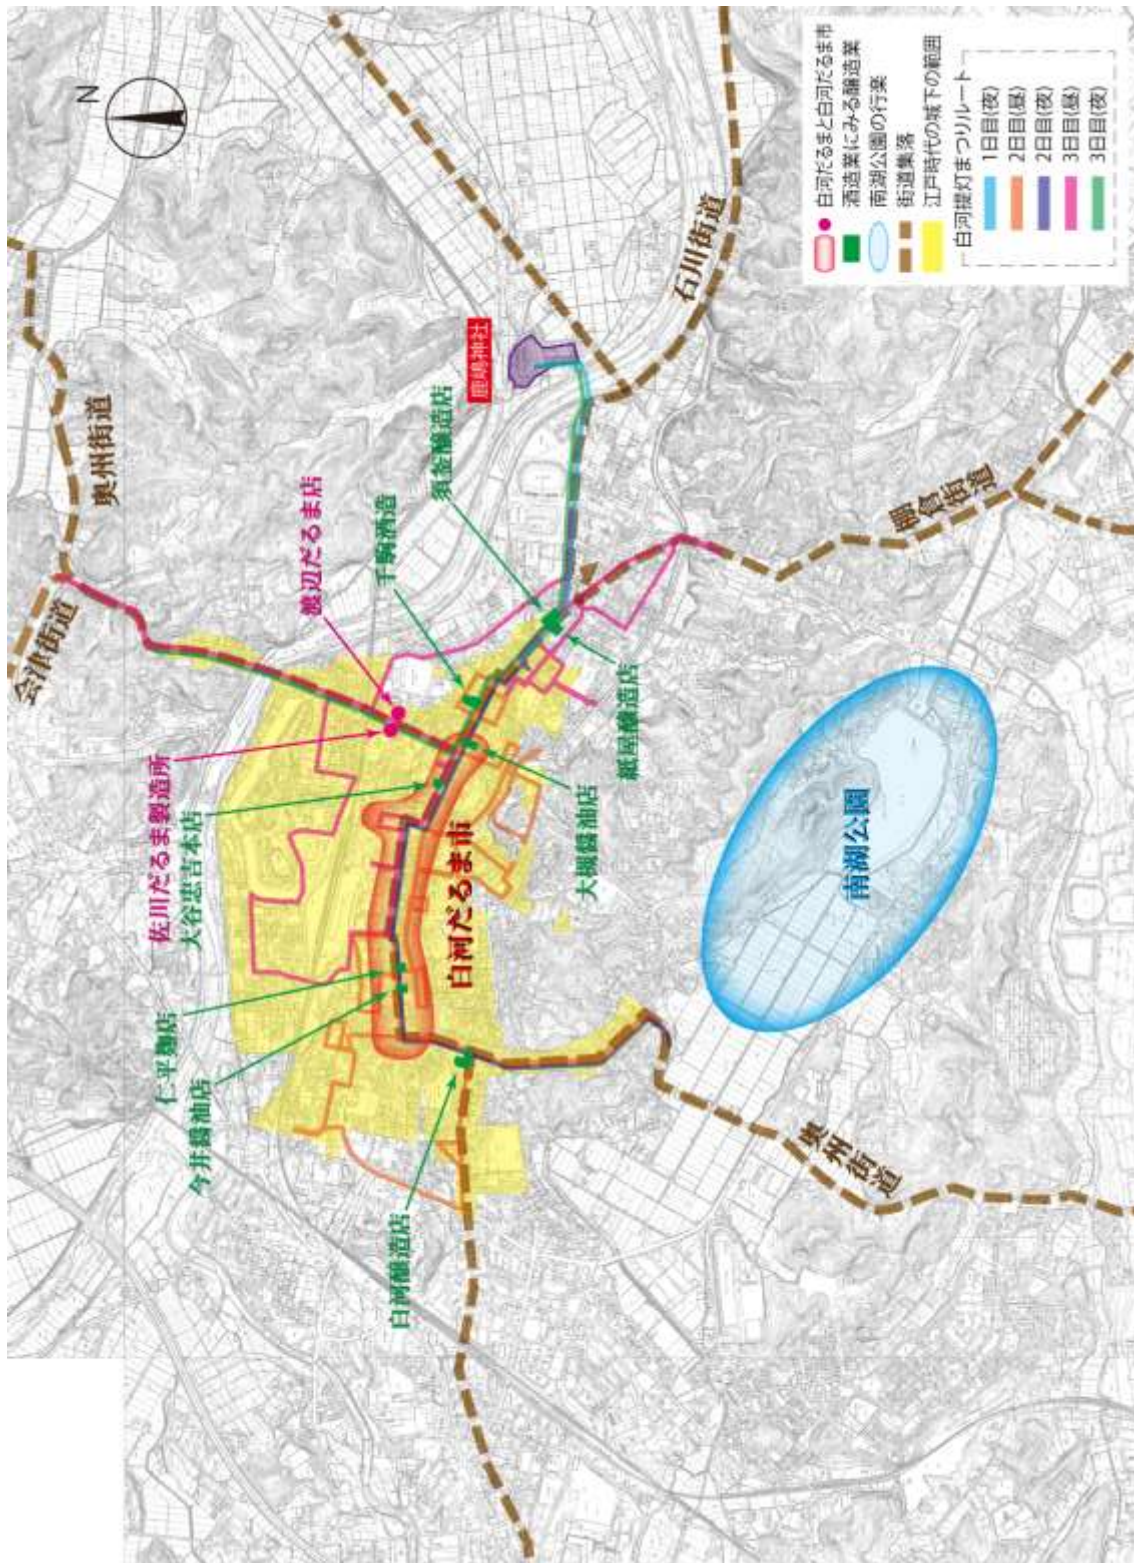 N
白河だるまと白河だるま市
酒造業にみる醸造業
南湖公園の行楽
街道集落
江戸時代の城下の範囲
白河提灯まつりルート
1日目(夜)
2日目(昼)
2日目(夜)
3日目(昼)
3日目(夜)
会津街道
奥州街道
鹿嶋神社
石川街道
渡辺だるま店
千駒酒造
須釜醸造店
佐川だるま製造所
大谷忠吉本店
仁平麹店
今井醤油店
白河だるま市
大槻醤油店
紙屋醸造店
棚倉街道
白河醸造店
南湖公園
奥州街道